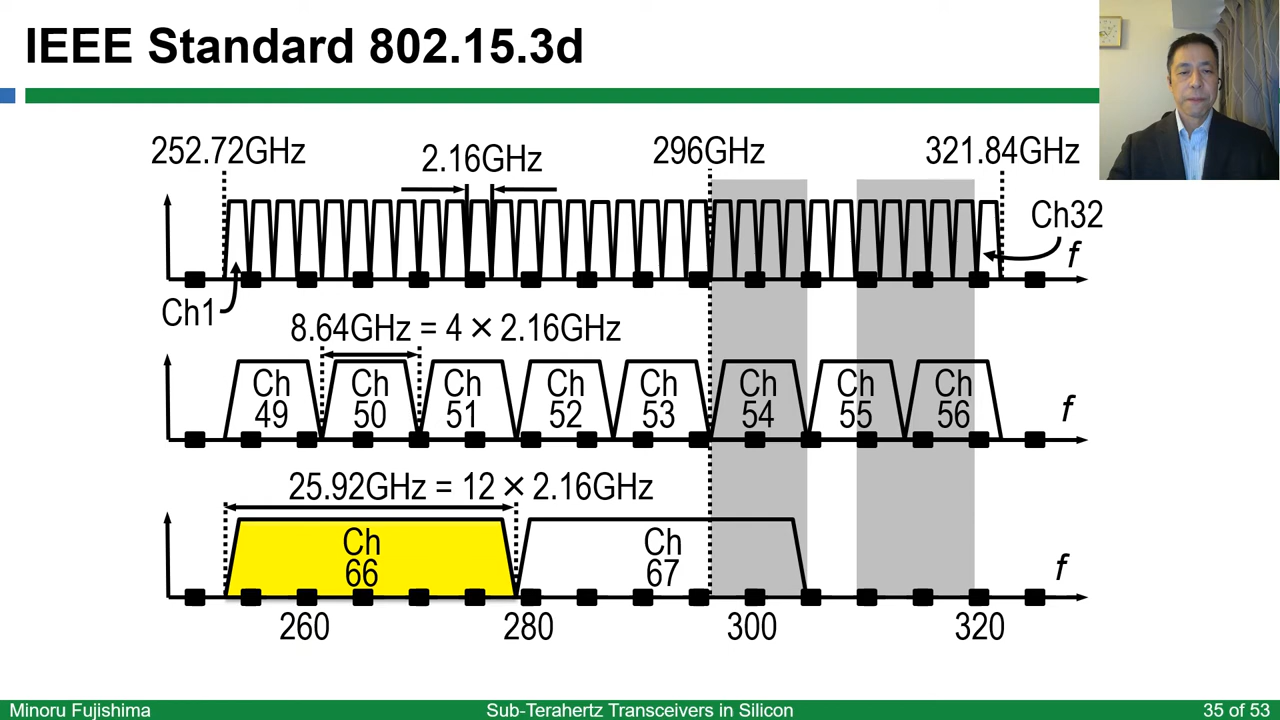 IEEE Standard 802.15.3d
252.72GHz
2.16GHz
296GHz
321.84GHz
Ch32
f
Ch1
8.64GHz = 4 × 2.16GHz
Ch
49
Ch
50
Ch
51
Ch
52
Ch
53
Ch
54
Ch
55
Ch
56
f
25.92GHz = 12 × 2.16GHz
Ch
66
Ch
67
f
260
280
300
320
Minoru Fujishima
Sub-Terahertz Transceivers in Silicon
35 of 53